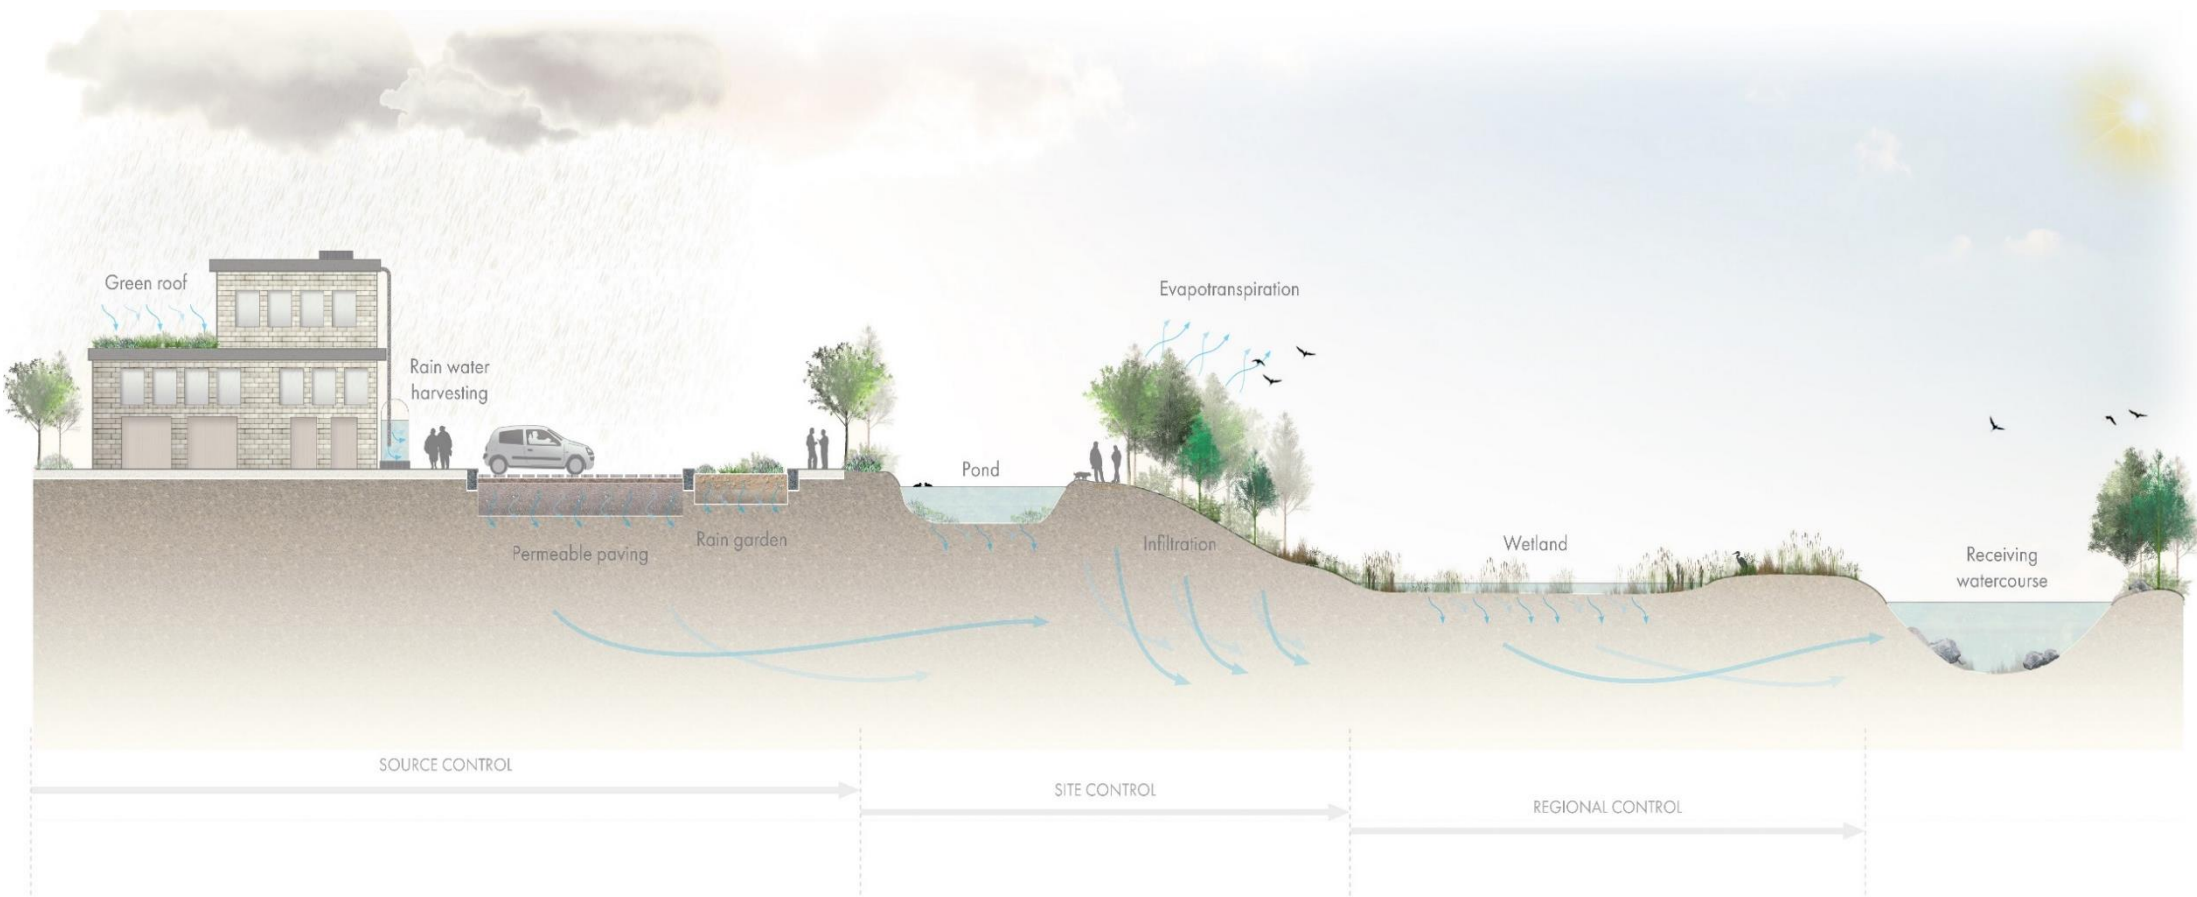 Green roof
Rain water
harvesting
Permeable paving
Rain garden
Pond
Evapotranspiration
Infiltration
Wetland
Receiving
watercourse
SOURCE CONTROL
SITE CONTROL
REGIONAL CONTROL